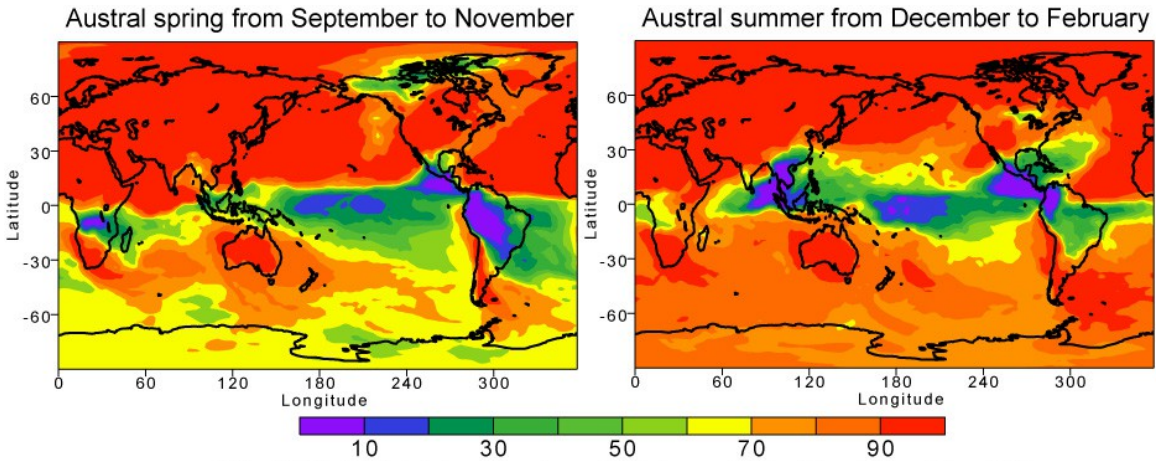 Austral spring from September to November
Austral summer from December to February
Latitude
60
30
0
-30
-60
0 60 120 180 240 300
Longitude
Latitude
60
30
0
-30
-60
0 60 120 180 240 300
Longitude
10 30 50 70 90